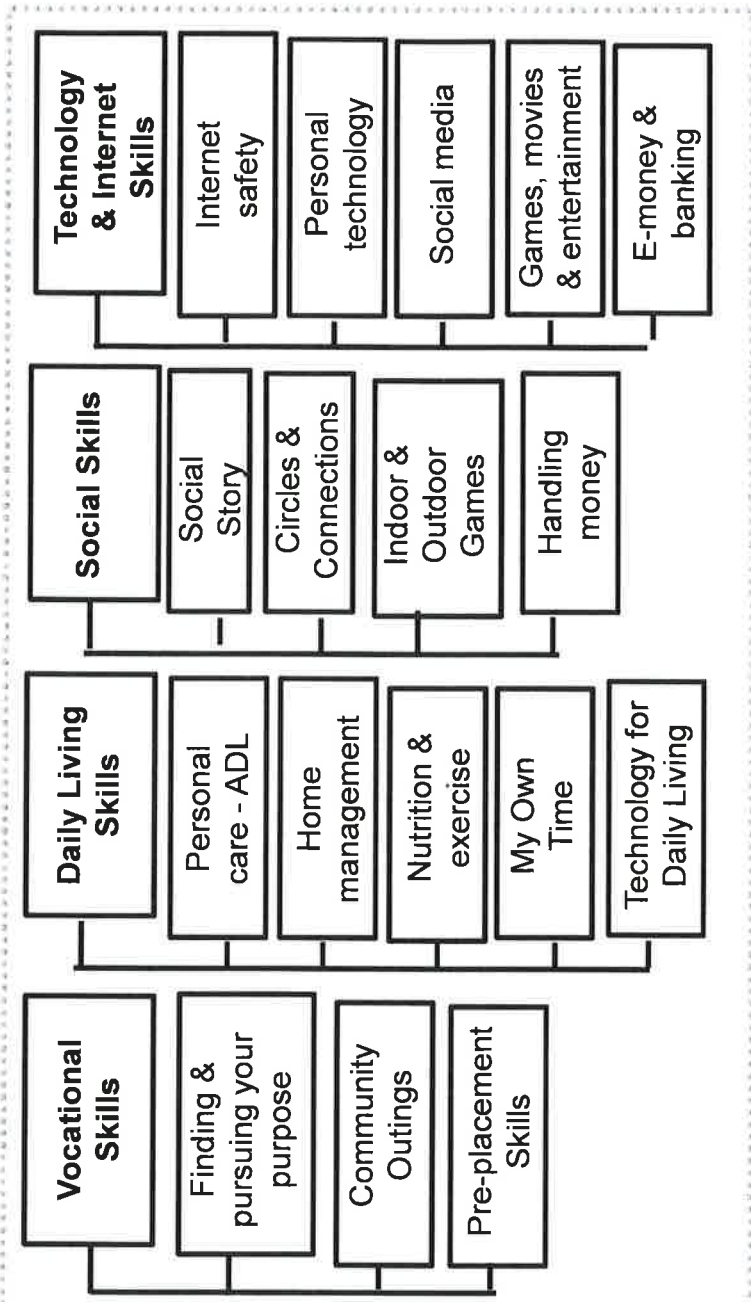 Vocational
Skills
Finding &
pursuing your
purpose
Community
Outings
Pre-placement
Skills
Daily Living
Skills
Personal
care - ADL
Home
management
Nutrition &
exercise
My Own
Time
Technology for
Daily Living
Social Skills
Social
Story
Circles &
Connections
Indoor &
Outdoor
Games
Handling
money
Technology
& Internet
Skills
Internet
safety
Personal
technology
Social media
Games, movies
& entertainment
E-money &
banking